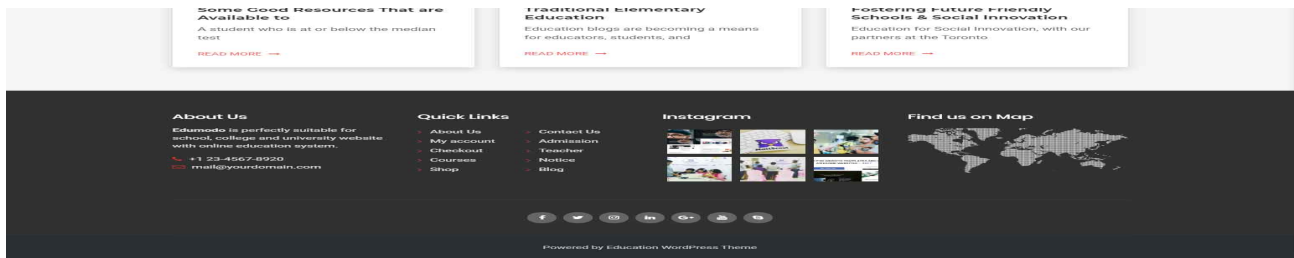 Some Good Resources That are
Available to
A student who is at or below the median
test
READ MORE
Traditional Elementary
Education
Education blogs are becoming a means
for educators, students, and
READ MORE
Fostering Future Friendly
Schools & Social Innovation
Education for Social Innovation, with our
partners at the Toronto
READ MORE
About Us
Edumodo is perfectly suitable for
school, college and university website
with online education system.
+1 23-4567-8920
mail@yourdomain.com
Quick Links
About Us
My account
Checkout
Courses
Shop
Contact Us
Admission
Teacher
Notice
Blog
Instagram
Find us on Map
Powered by Education WordPress Theme